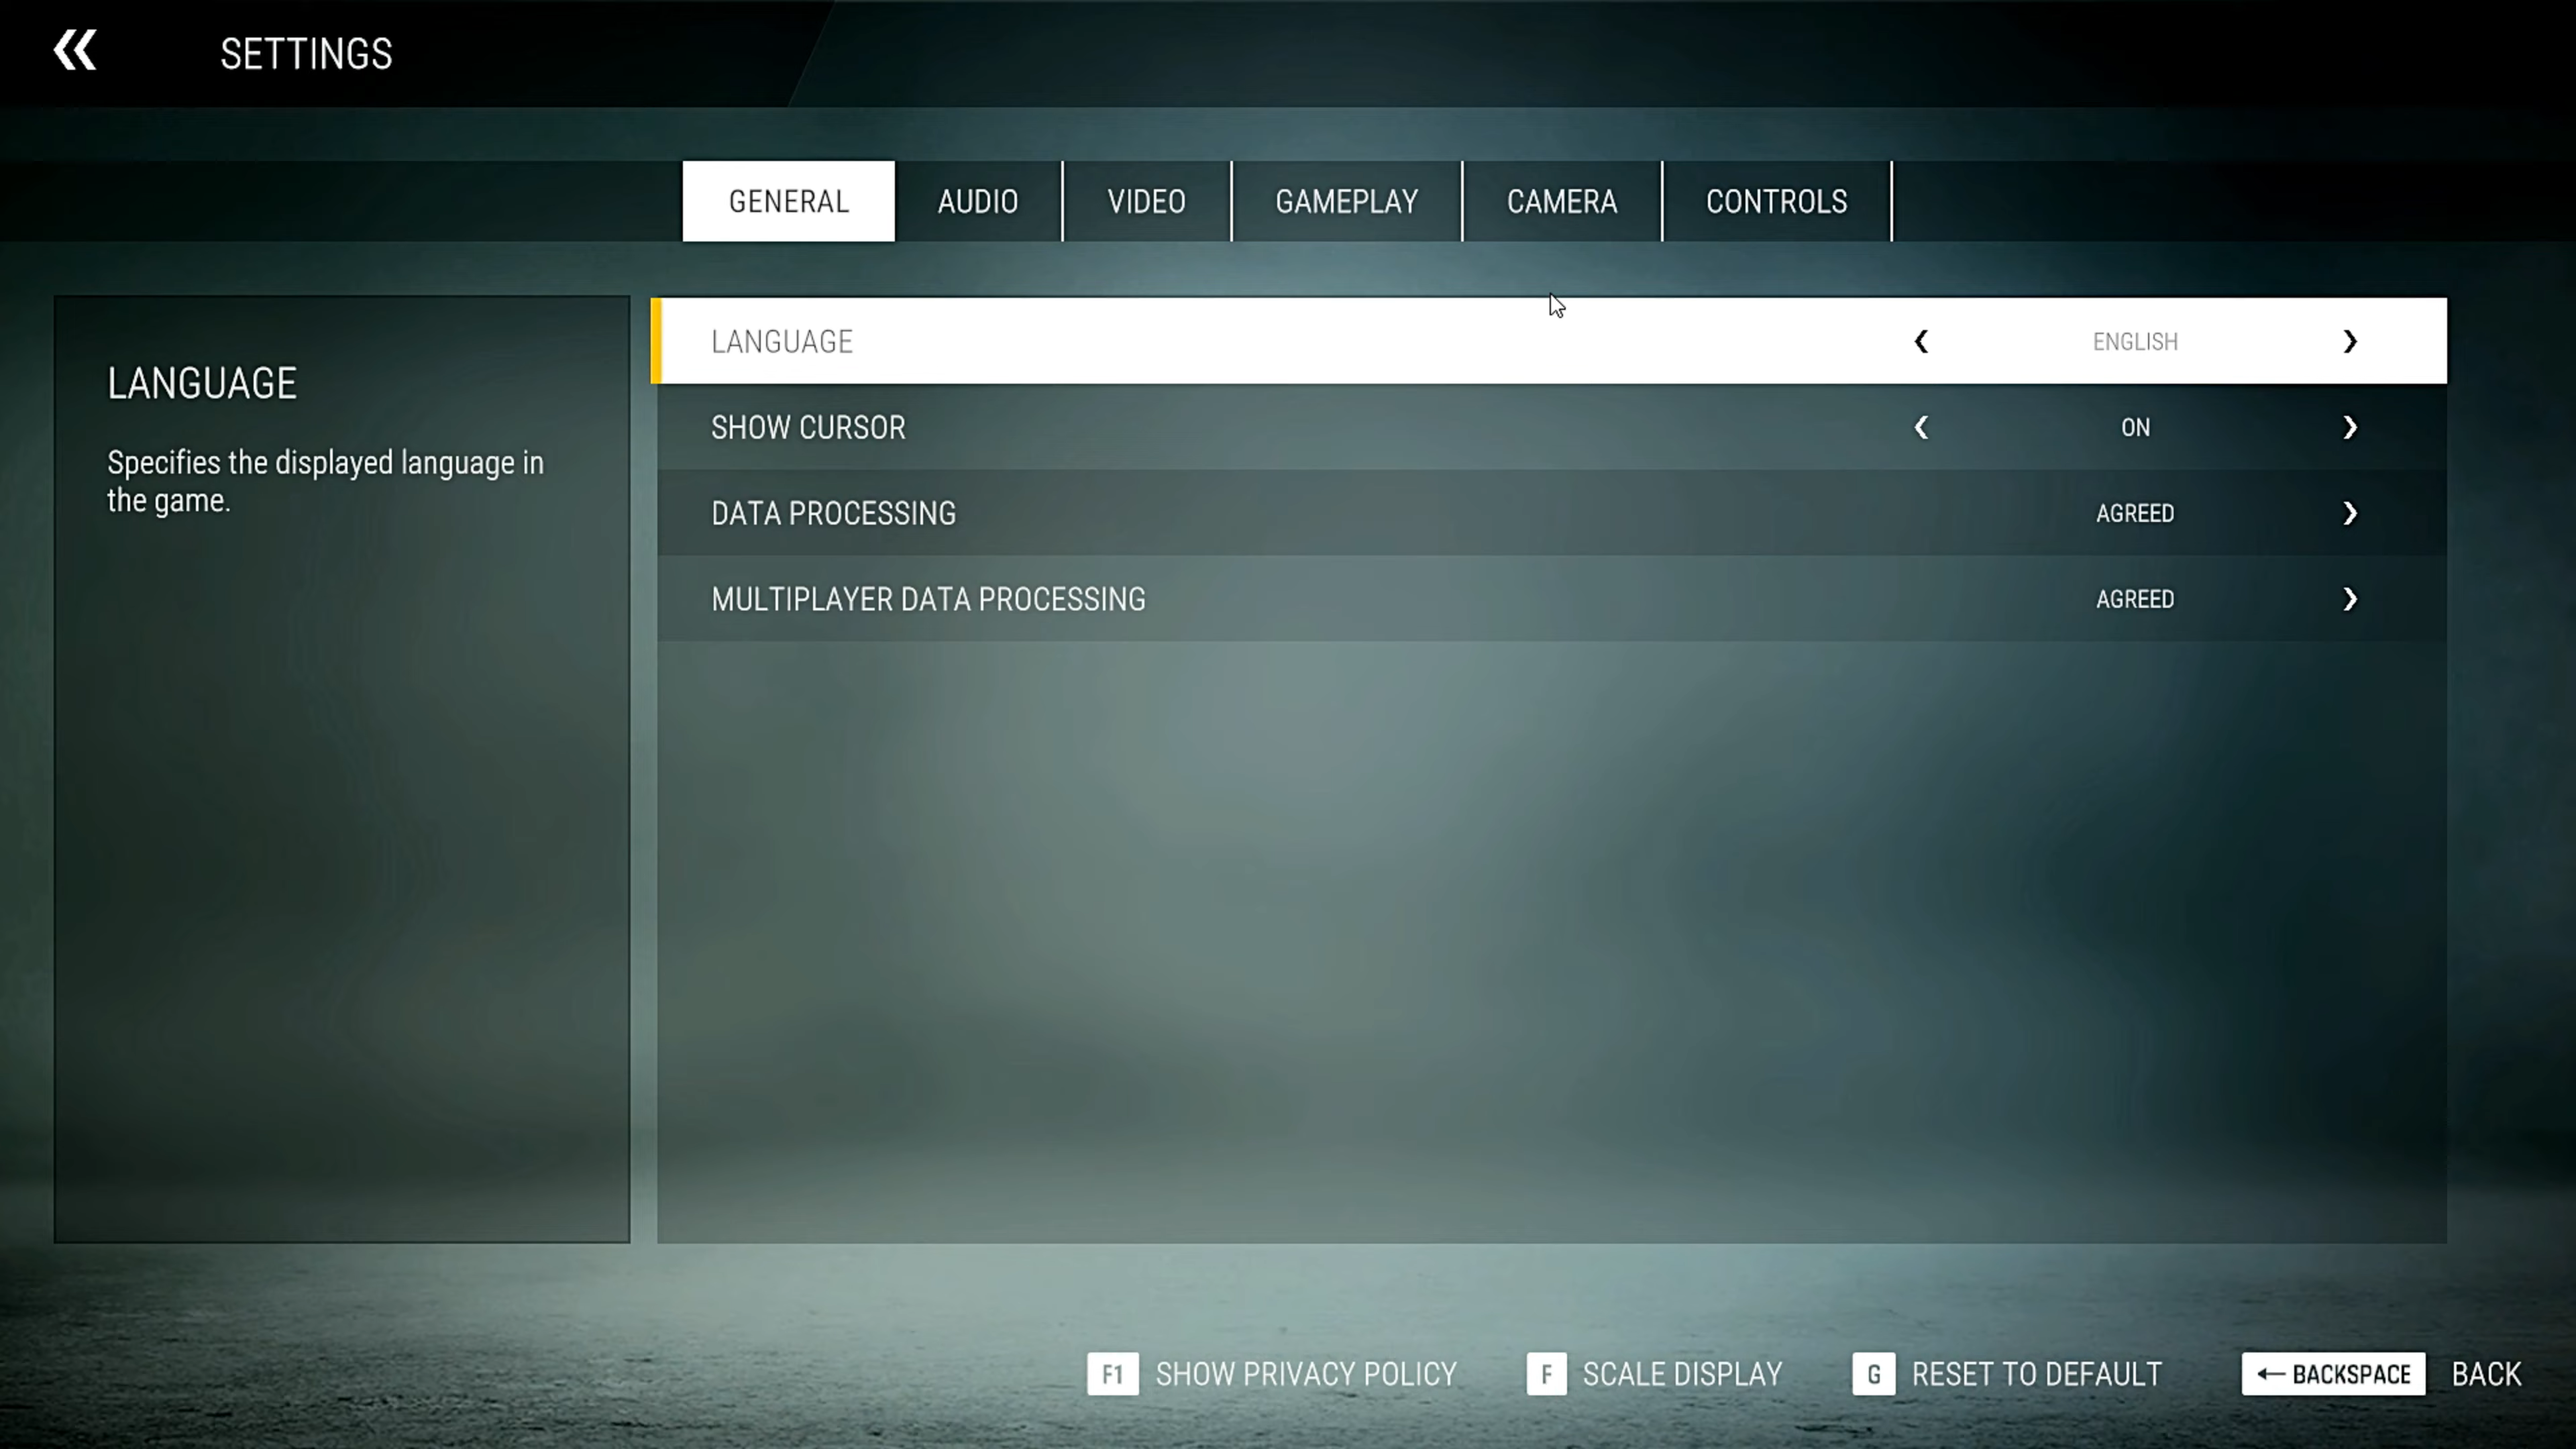 SETTINGS
GENERAL AUDIO VIDEO GAMEPLAY CAMERA CONTROLS
LANGUAGE
Specifies the displayed language in
the game.
LANGUAGE ENGLISH
SHOW CURSOR ON
DATA PROCESSING AGREED
MULTIPLAYER DATA PROCESSING AGREED
F1 SHOW PRIVACY POLICY F SCALE DISPLAY G RESET TO DEFAULT ← BACKSPACE BACK